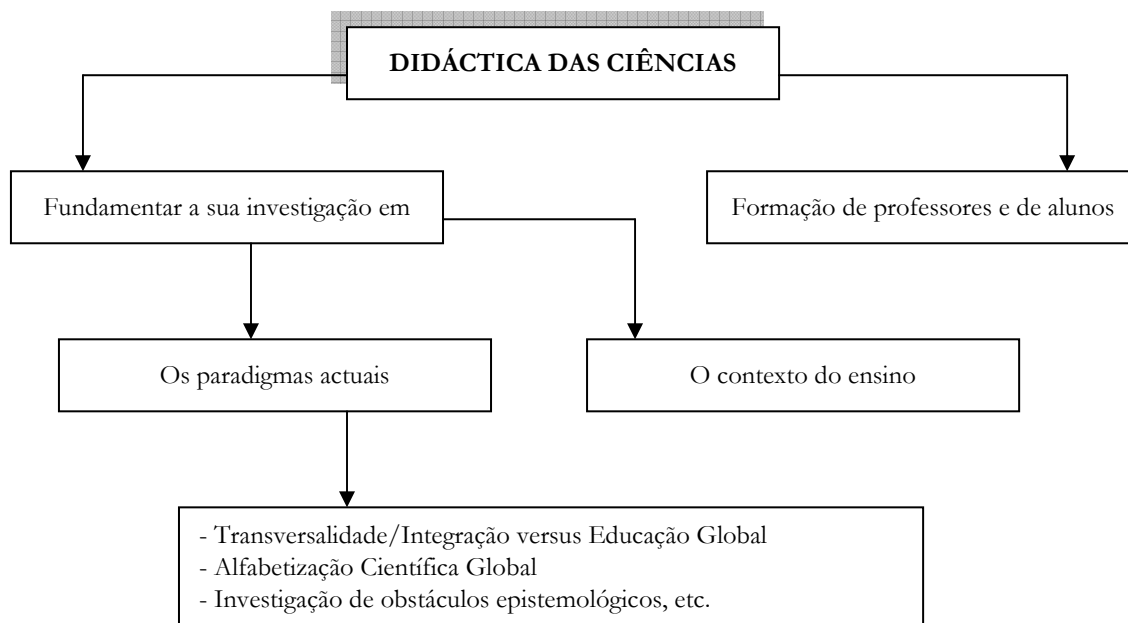 DIDÁCTICA DAS CIÊNCIAS
Fundamentar a sua investigação em
Formação de professores e de alunos
Os paradigmas actuais
O contexto do ensino
- Transversalidade/Integração versus Educação Global
- Alfabetização Científica Global
- Investigação de obstáculos epistemológicos, etc.